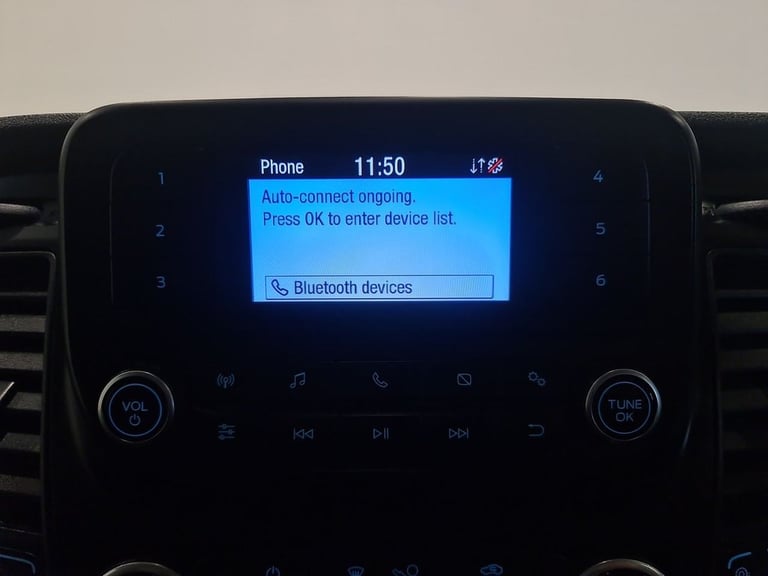 Phone 11:50
Auto-connect ongoing.
Press OK to enter device list.
Bluetooth devices
1
2
3
4
5
6
VOL
TUNE
OK